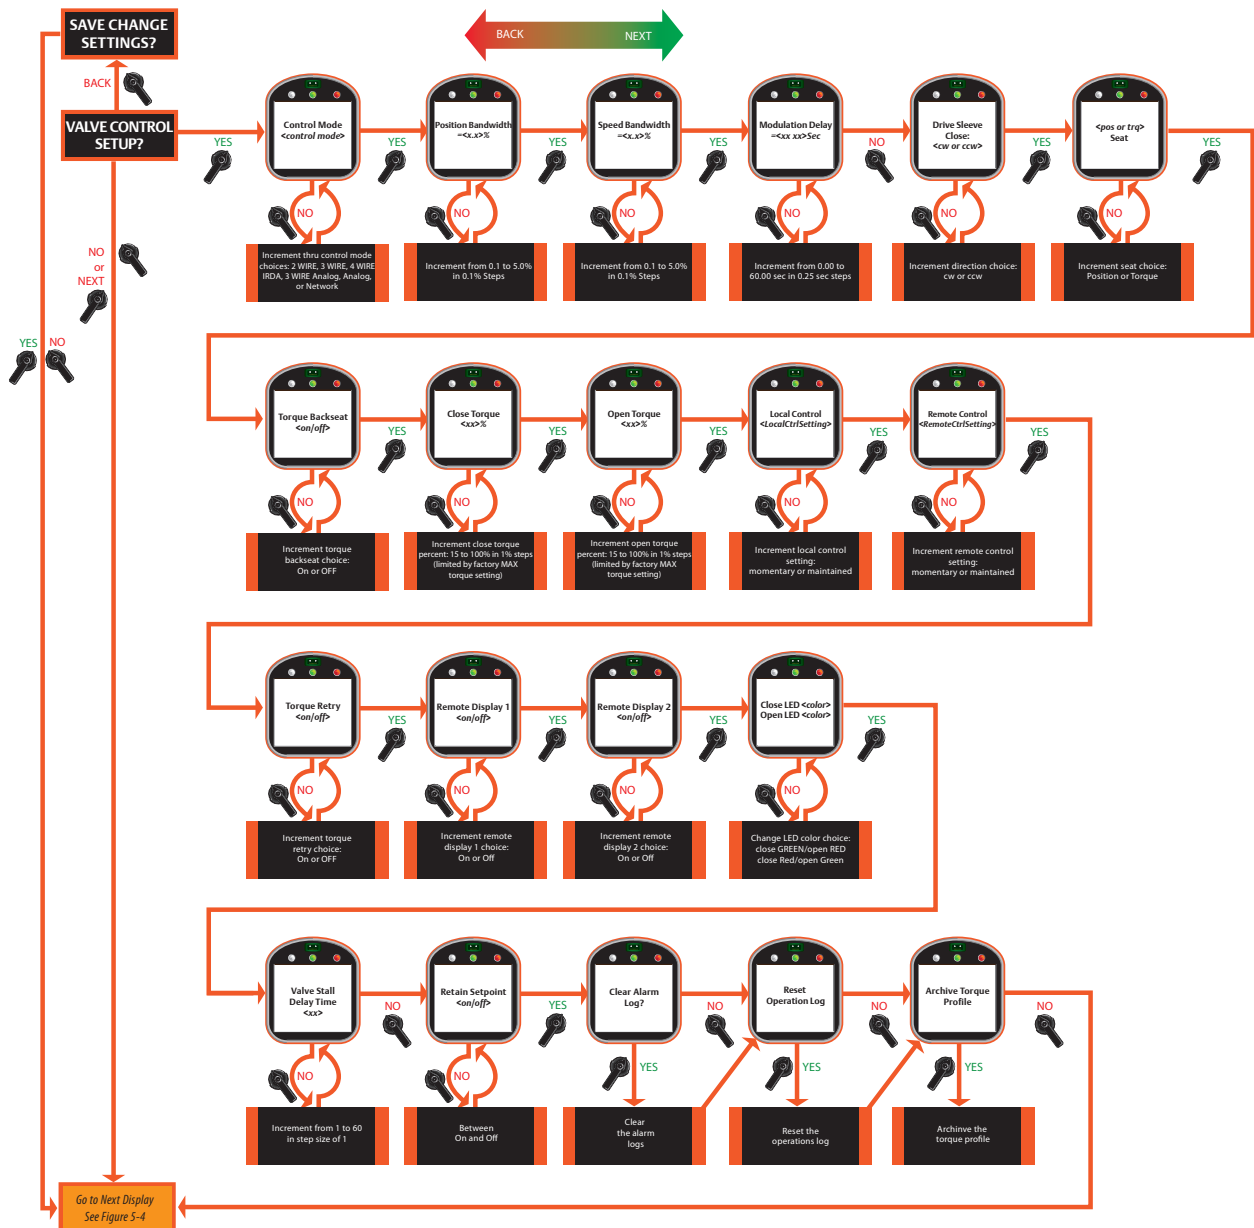 SAVE CHANGE
SETTINGS?
BACK
NEXT
BACK
VALVE CONTROL
SETUP?
YES
Control Mode
<control mode>
YES
Position Bandwidth
=<x.x>%
YES
Speed Bandwidth
=<x.x>%
YES
Modulation Delay
=<xx xx>Sec
NO
Drive Sleeve
Close:
<cw or ccw>
YES
<pos or trq>
Seat
YES
NO
NO
NO
NO
NO
NO
Increment thru control mode
choices: 2 WIRE, 3 WIRE, 4 WIRE
IRDA, 3 WIRE Analog, Analog,
or Network
Increment from 0.1 to 5.0%
in 0.1% Steps
Increment from 0.1 to 5.0%
in 0.1% Steps
Increment from 0.00 to
60.00 sec in 0.25 sec steps
Increment direction choice:
cw or ccw
Increment seat choice:
Position or Torque
NO
or
NEXT
YES
NO
Torque Backseat
<on/off>
YES
Close Torque
<xx>%
YES
Open Torque
<xx>%
YES
Local Control
<LocalCtrlSetting>
YES
Remote Control
<RemoteCtrlSetting>
YES
NO
NO
NO
NO
NO
Increment torque
backseat choice:
On or OFF
Increment close torque
percent: 15 to 100% in 1% steps
(limited by factory MAX
torque setting)
Increment open torque
percent: 15 to 100% in 1% steps
(limited by factory MAX
torque setting)
Increment local control
setting:
momentary or maintained
Increment remote control
setting:
momentary or maintained
Torque Retry
<on/off>
YES
Remote Display 1
<on/off>
YES
Remote Display 2
<on/off>
YES
Close LED <color>
Open LED <color>
YES
NO
NO
NO
NO
Increment torque
retry choice:
On or OFF
Increment remote
display 1 choice:
On or Off
Increment remote
display 2 choice:
On or Off
Change LED color choice:
close GREEN/open RED
close Red/open Green
Valve Stall
Delay Time
<xx>
NO
Retain Setpoint
<on/off>
YES
Clear Alarm
Log?
NO
Reset
Operation Log
NO
Archive Torque
Profile
NO
NO
NO
YES
YES
YES
Increment from 1 to 60
in step size of 1
Between
On and Off
Clear
the alarm
logs
Reset the
operations log
Archinve the
torque profile
Go to Next Display
See Figure 5-4